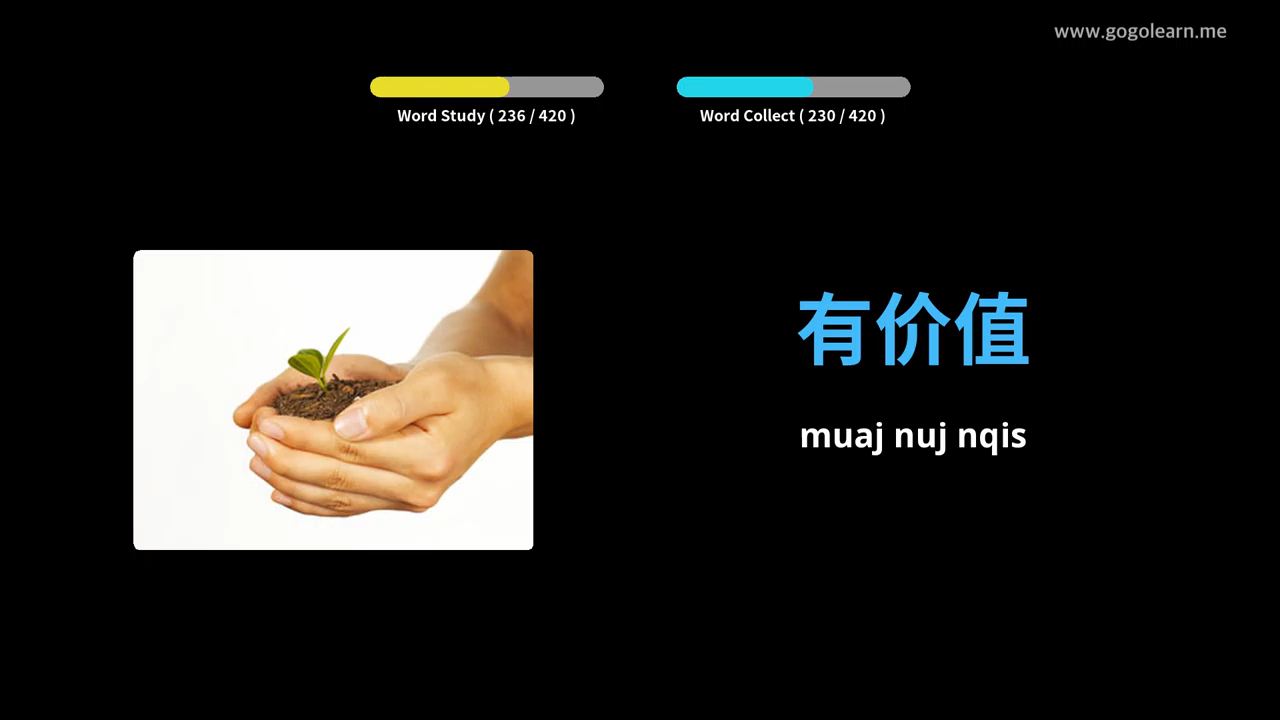 www.gogolearn.me
Word Study ( 236 / 420 )
Word Collect ( 230 / 420 )
有价值
muaj nuj nqis